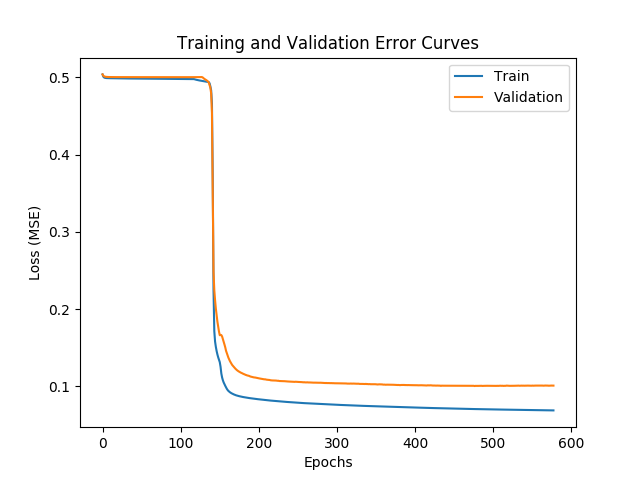 Training and Validation Error Curves
Train
Validation
Loss (MSE)
0.5
0.4
0.3
0.2
0.1
0 100 200 300 400 500 600
Epochs